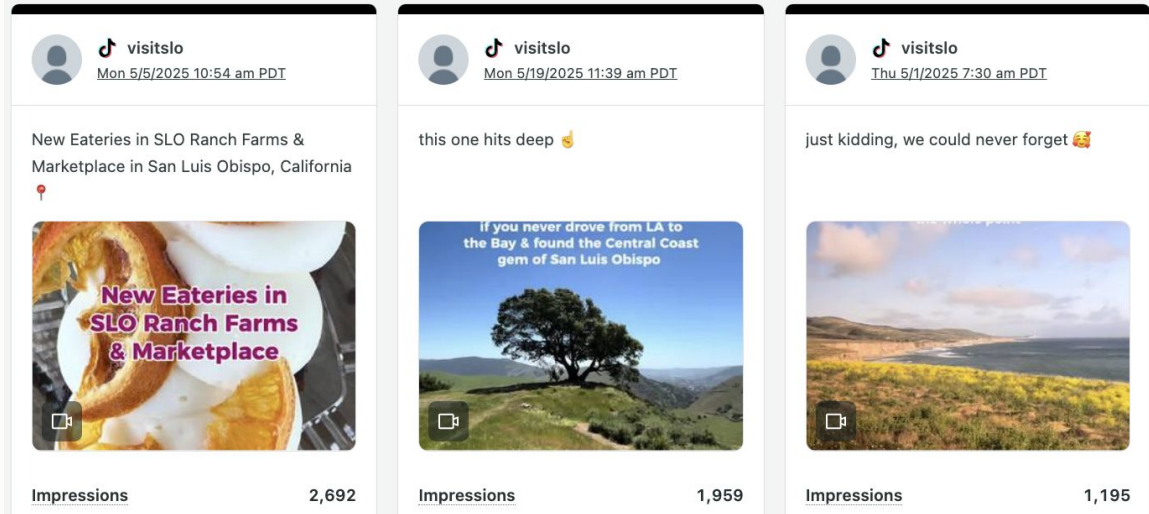 visitslo
Mon 5/5/2025 10:54 am PDT
New Eateries in SLO Ranch Farms &
Marketplace in San Luis Obispo, California
📍
New Eateries in
SLO Ranch Farms
& Marketplace
Impressions 2,692
visitslo
Mon 5/19/2025 11:39 am PDT
this one hits deep ☝️
if you never drove from LA to
the Bay & found the Central Coast
gem of San Luis Obispo
Impressions 1,959
visitslo
Thu 5/1/2025 7:30 am PDT
just kidding, we could never forget 🥰
the whole point
Impressions 1,195